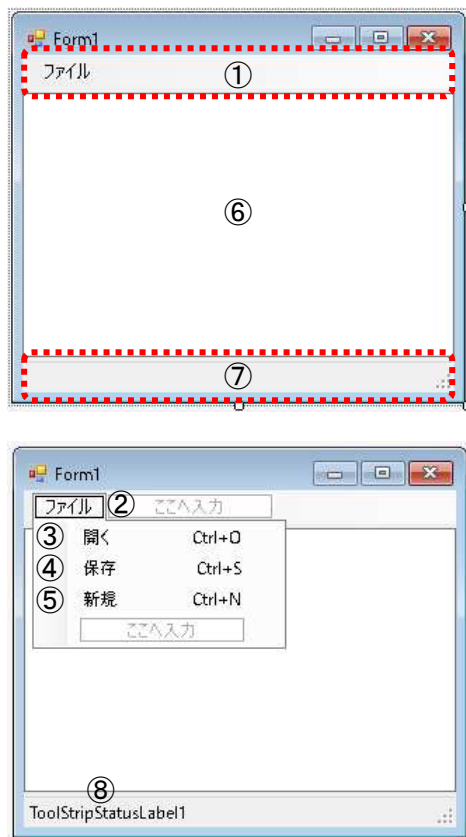 Form1
ファイル ①
⑥
⑦
Form1
ファイル ② ここへ入力
③ 開く Ctrl+O
④ 保存 Ctrl+S
⑤ 新規 Ctrl+N
ここへ入力
⑧
ToolStripStatusLabel1